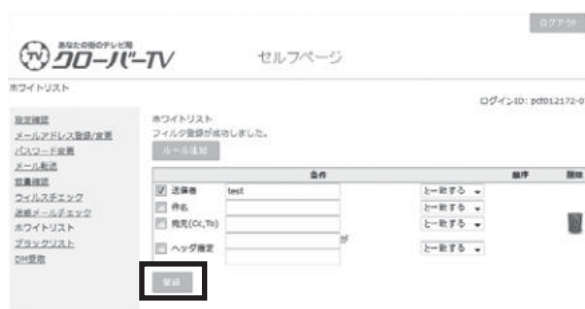 ログアウト
あなたの街のテレビ局
クローバーTV
セルフページ
ホワイトリスト
ログインID: pct012172-0
設定確認
メールアドレス登録/変更
パスワード変更
メール転送
容量確認
ウィルスチェック
迷惑メールチェック
ホワイトリスト
ブラックリスト
DM受取
ホワイトリスト
フィルタ登録が成功しました。
ルール追加
条件 順序 削除
送信者 test と一致する
件名 と一致する
宛先(Cc,To) と一致する
ヘッダ指定 が と一致する
登録